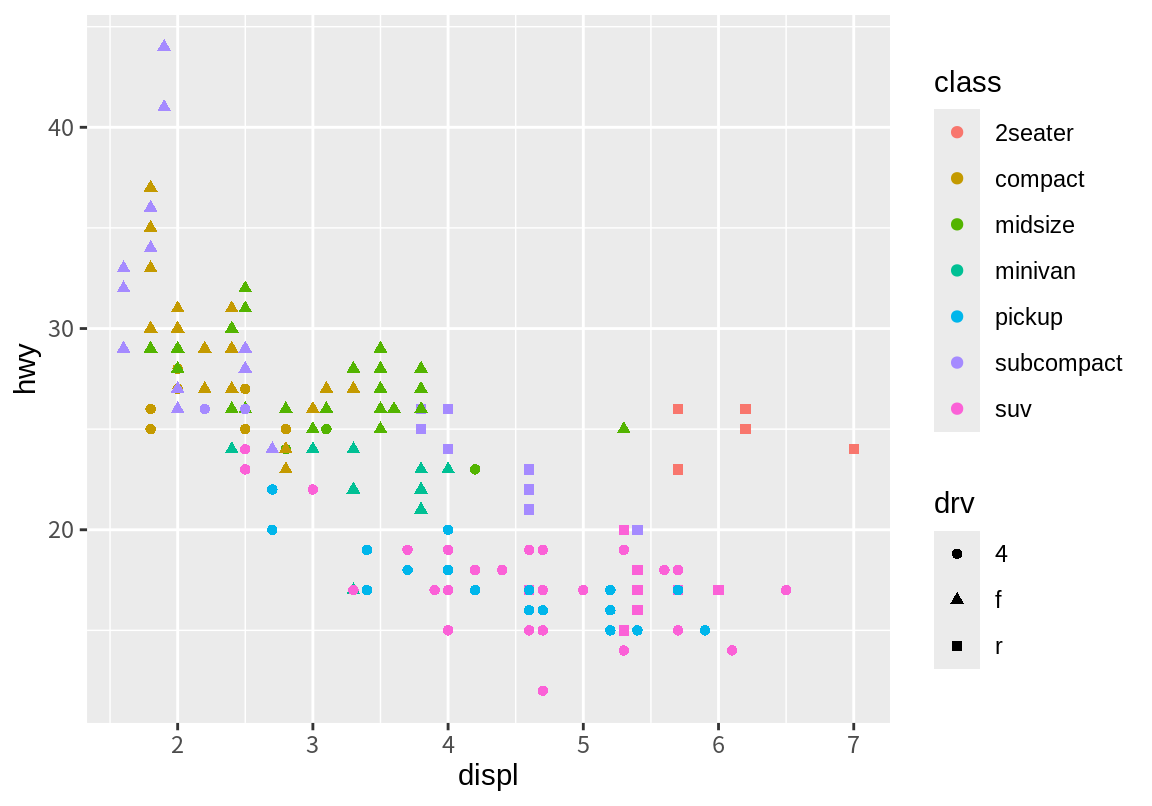 40
30
20
hwy
2 3 4 5 6 7
displ
class
2seater
compact
midsize
minivan
pickup
subcompact
suv
drv
4
f
r